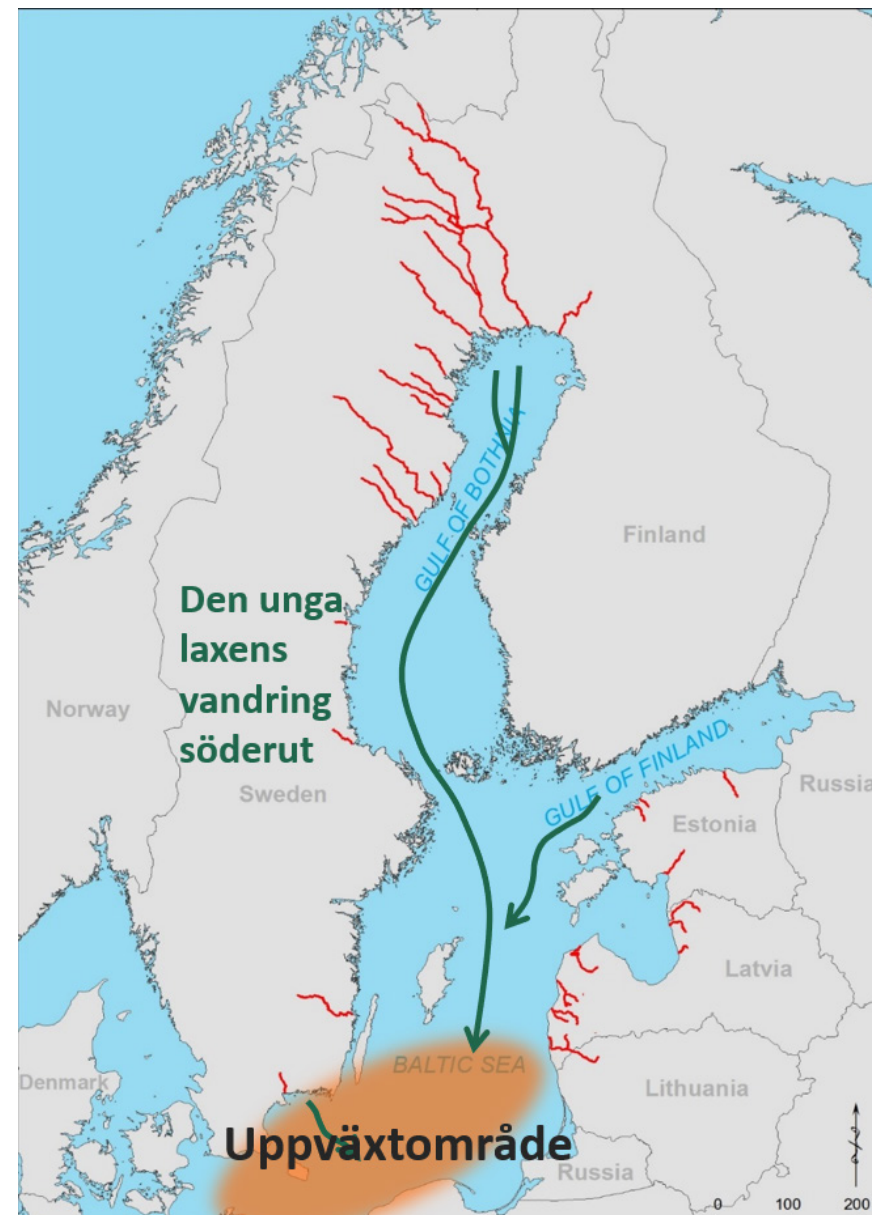 GULF OF BOTHNIA
Finland
Den unga
laxens
vandring
söderut
Norway
GULF OF FINLAND
Russia
Sweden
Estonia
Latvia
BALTIC SEA
Denmark
Lithuania
Uppväxtområde
Russia
0 100 200